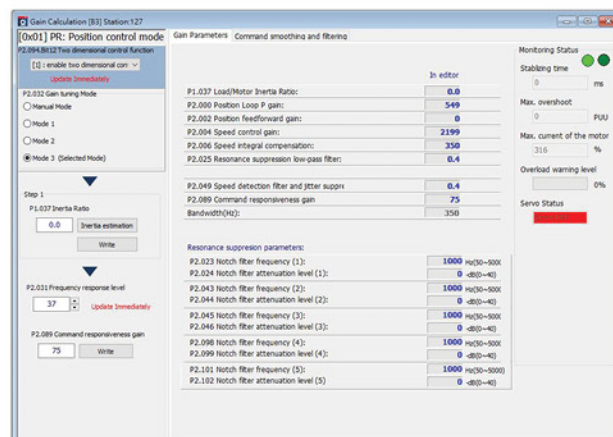 Gain Calculation [B3] Station:127
[0x01] PR: Position control mode
P2.094.Bit12 Two dimensional control function
[1] : enable two dimensional con
Update Immediately
P2.032 Gain tuning Mode
Manual Mode
Mode 1
Mode 2
Mode 3 (Selected Mode)
Step 1
P1.037 Inertia Ratio
0.0 Inertia estimation
Write
P2.031 Frequency response level
37 Update Immediately
P2.089 Command responsiveness gain
75 Write
Gain Parameters Command smoothing and filtering
In editor
P1.037 Load/Motor Inertia Ratio: 0.0
P2.000 Position Loop P gain: 549
P2.002 Position feedforward gain: 0
P2.004 Speed control gain: 2199
P2.006 Speed integral compensation: 350
P2.025 Resonance suppression low-pass filter: 0.4
P2.049 Speed detection filter and jitter suppre 0.4
P2.089 Command responsiveness gain 75
Bandwidth(Hz): 350
Resonance suppresion parameters:
P2.023 Notch filter frequency (1): 1000 Hz(50~500(
P2.024 Notch filter attenuation level (1): 0 -dB(0~40)
P2.043 Notch filter frequency (2): 1000 Hz(50~500(
P2.044 Notch filter attenuation level (2): 0 -dB(0~40)
P2.045 Notch filter frequency (3): 1000 Hz(50~500(
P2.046 Notch filter attenuation level (3): 0 -dB(0~40)
P2.098 Notch filter frequency (4): 1000 Hz(50~500(
P2.099 Notch filter attenuation level (4): 0 -dB(0~40)
P2.101 Notch filter frequency (5): 1000 Hz(50~5000)
P2.102 Notch filter attenuation level (5) 0 -dB(0~40)
Monitoring Status
Stablizing time
0 ms
Max. overshoot
0 PUU
Max. current of the motor
316 %
Overload warning level
0%
Servo Status